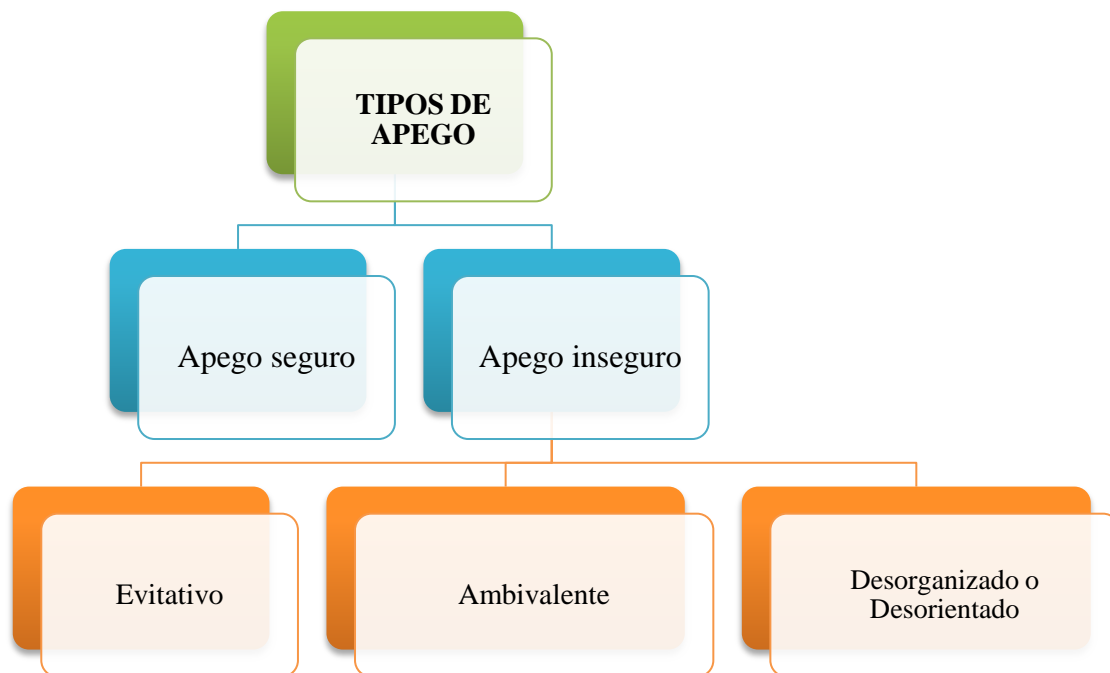 TIPOS DE
APEGO
Apego seguro
Apego inseguro
Evitativo
Ambivalente
Desorganizado o
Desorientado